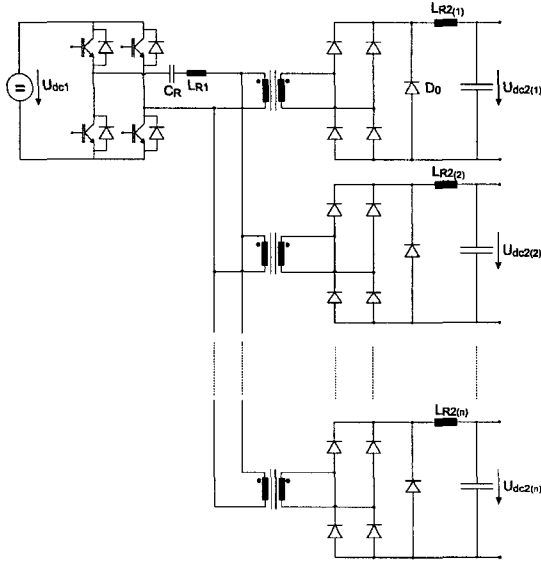 LR2(1)
Udc1
CR
LR1
D0
Udc2(1)
LR2(2)
Udc2(2)
LR2(n)
Udc2(n)